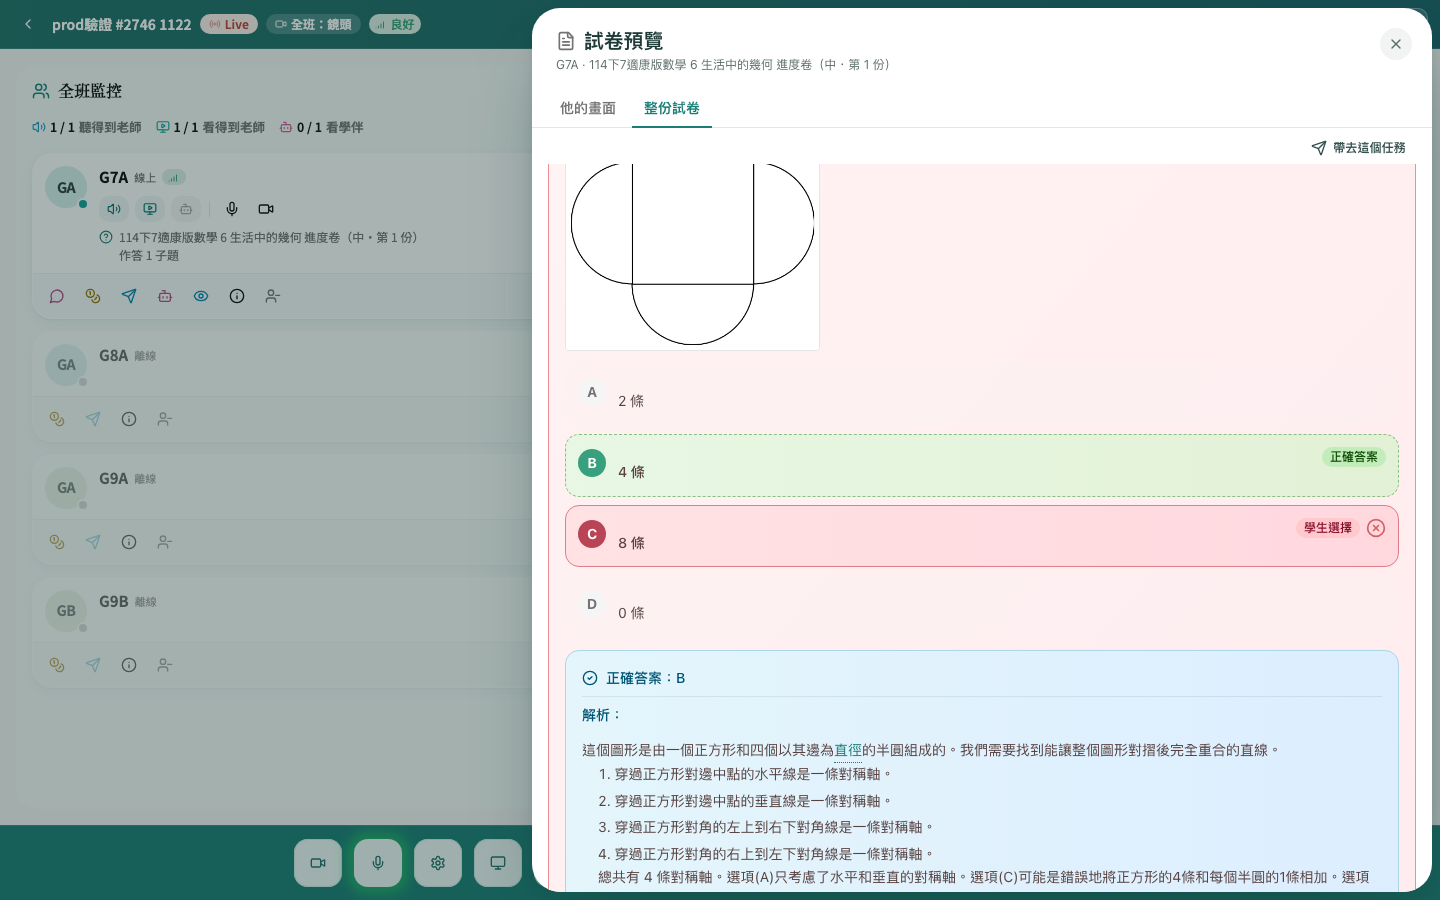 prod驗證 #2746 1122 Live 全班：鏡頭 良好
全班監控
1 / 1 聽得到老師 1 / 1 看得到老師 0 / 1 看學伴
GA G7A 線上
114下7適康版數學 6 生活中的幾何 進度卷（中・第 1 份）
作答 1 子題
GA G8A 離線
GA G9A 離線
GB G9B 離線
試卷預覽
G7A · 114下7適康版數學 6 生活中的幾何 進度卷（中・第 1 份）
他的畫面 整份試卷
帶去這個任務
A 2 條
B 4 條 正確答案
C 8 條 學生選擇
D 0 條
正確答案：B
解析：
這個圖形是由一個正方形和四個以其邊為直徑的半圓組成的。我們需要找到能讓整個圖形對摺後完全重合的直線。
1. 穿過正方形對邊中點的水平線是一條對稱軸。
2. 穿過正方形對邊中點的垂直線是一條對稱軸。
3. 穿過正方形對角的左上到右下對角線是一條對稱軸。
4. 穿過正方形對角的右上到左下對角線是一條對稱軸。
總共有 4 條對稱軸。選項(A)只考慮了水平和垂直的對稱軸。選項(C)可能是錯誤地將正方形的4條和每個半圓的1條相加。選項